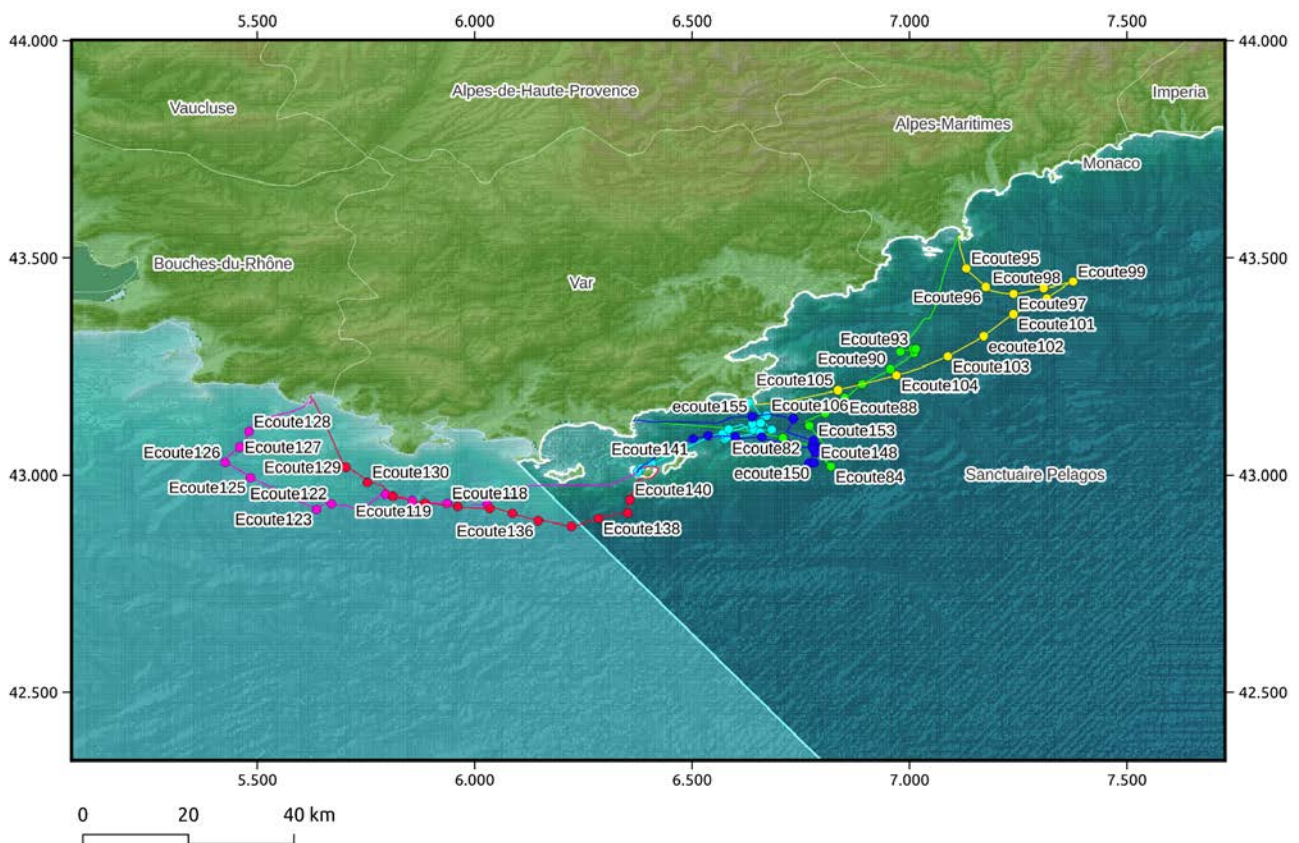 5.500 6.000 6.500 7.000 7.500
44.000 44.000
Alpes-de-Haute-Provence Imperia
Vaucluse
Alpes-Maritimes
Monaco
43.500 43.500
Ecoute95
Bouches-du-Rhône
Ecoute98 Ecoute99
Var
Ecoute96 Ecoute97
Ecoute101
Ecoute93 ecoute102
Ecoute90 Ecoute103
Ecoute105 Ecoute104
ecoute155 Ecoute106 Ecoute88
Ecoute128 Ecoute153
Ecoute126 Ecoute127 Ecoute141 Ecoute82 Ecoute148
43.000 Ecoute129 Ecoute130 ecoute150 Ecoute84 Sanctuaire Pelagos 43.000
Ecoute125 Ecoute122 Ecoute118 Ecoute140
Ecoute123 Ecoute119
Ecoute136 Ecoute138
42.500 42.500
5.500 6.000 6.500 7.000 7.500
0 20 40 km